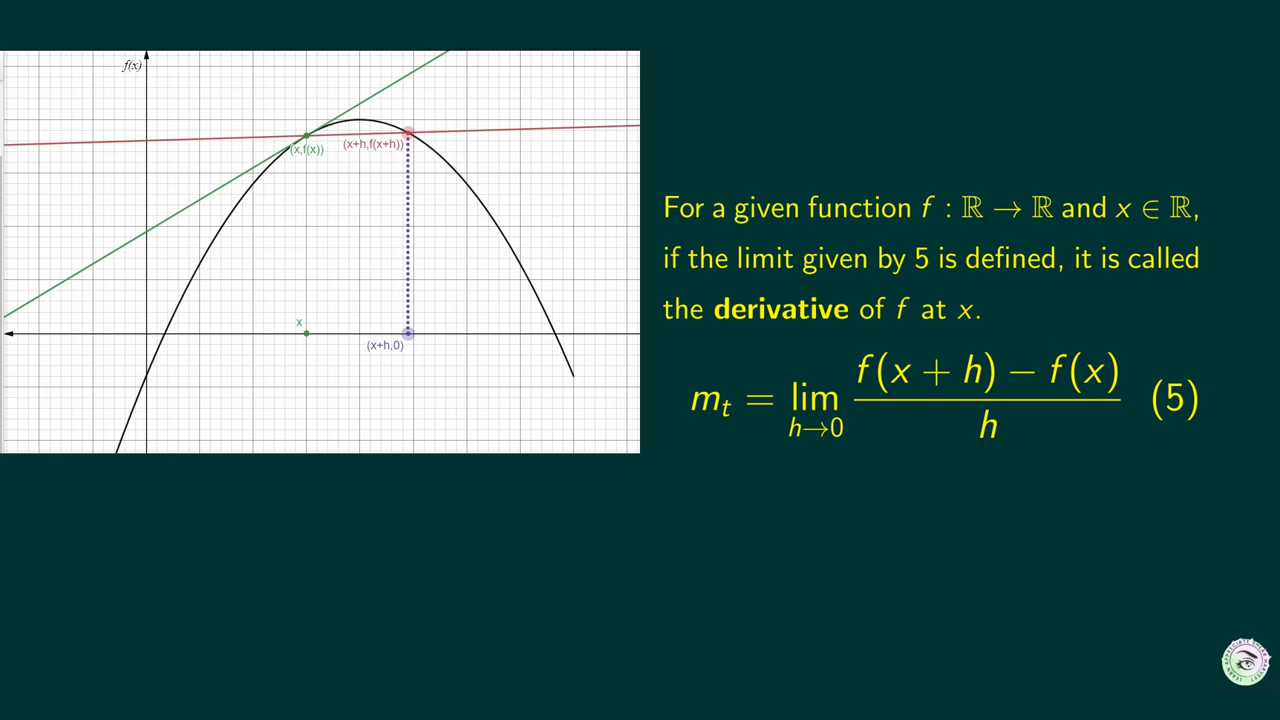 f(x)
(x,f(x))
(x+h,f(x+h))
x
(x+h,0)
For a given function f : ℝ → ℝ and x ∈ ℝ,
if the limit given by 5 is defined, it is called
the derivative of f at x.
m_t = lim_{h→0} \frac{f(x + h) − f(x)}{h} (5)